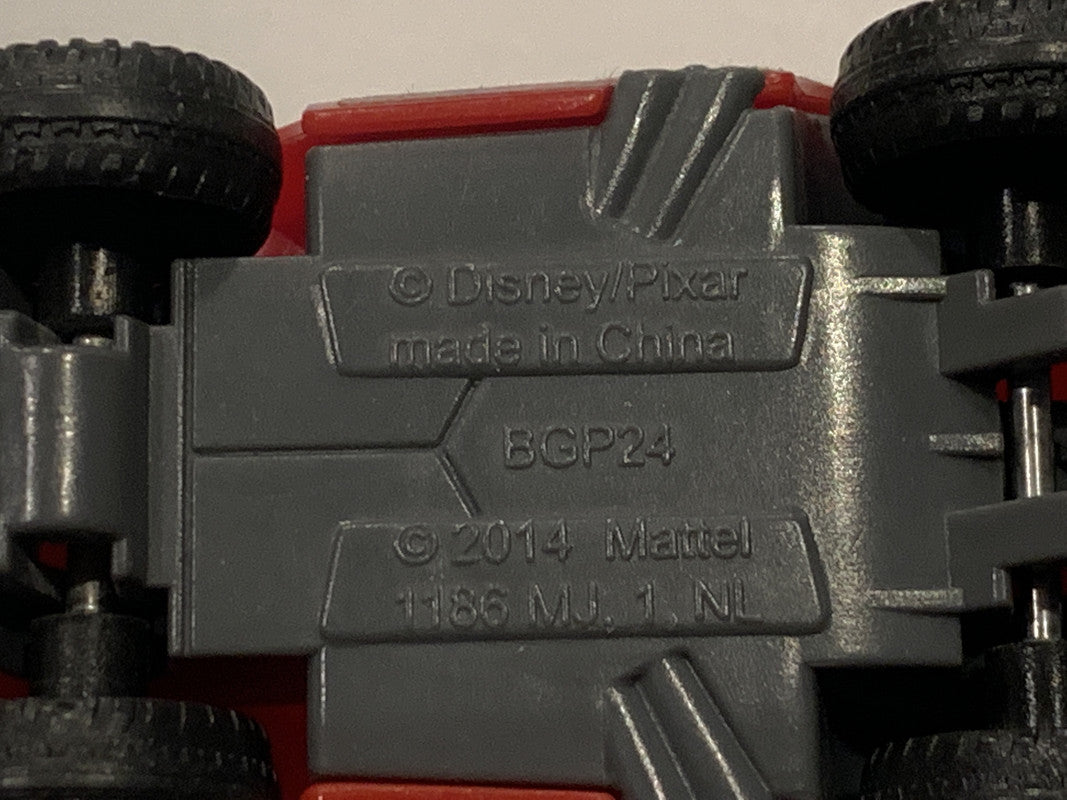 © Disney/Pixar
made in China
BGP24
© 2014 Mattel
1186 MJ. 1. NL